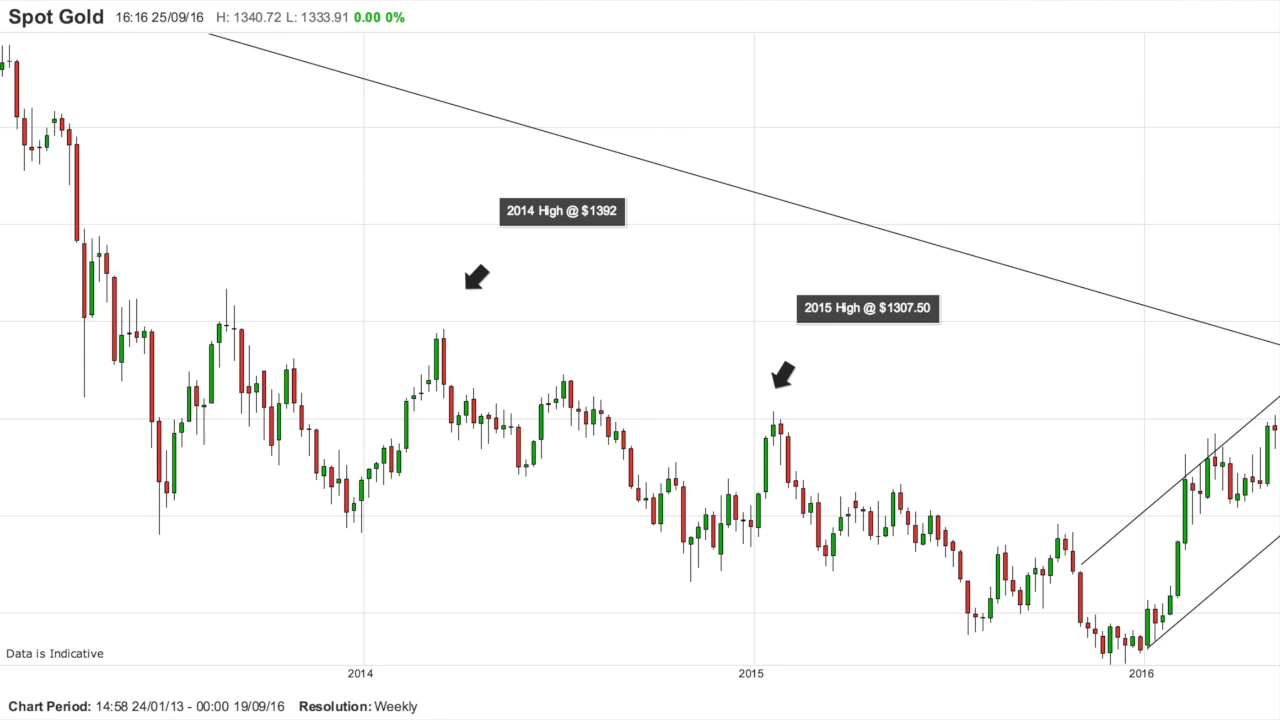 Spot Gold 16:16 25/09/16 H: 1340.72 L: 1333.91 0.00 0%
2014 High @ $1392
2015 High @ $1307.50
Data is Indicative
2014 2015 2016
Chart Period: 14:58 24/01/13 - 00:00 19/09/16 Resolution: Weekly